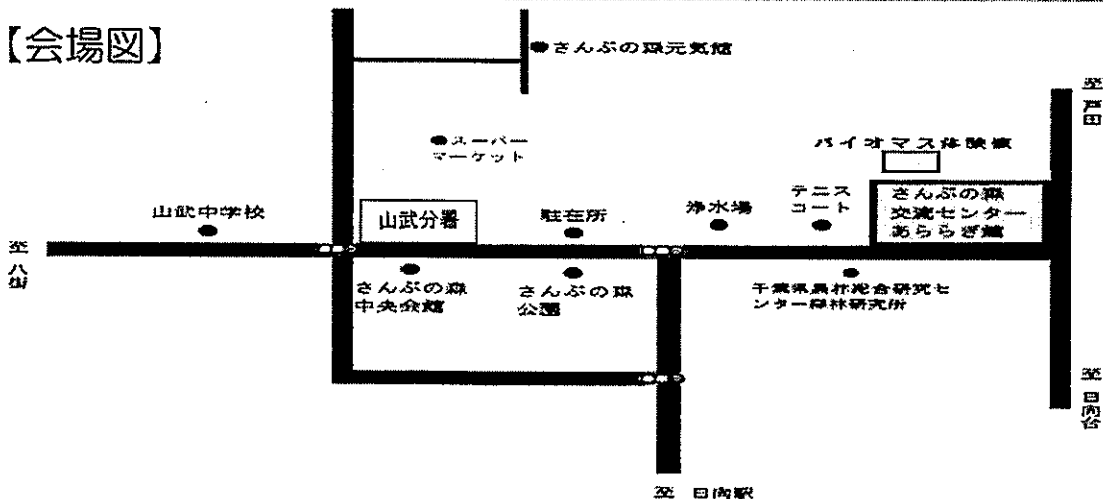 【会場図】
さんぶの森元気館
至 戸田
スーパー
マーケット
バイオマス体験館
山武中学校
山武分署
駐在所
浄水場
テニス
コート
さんぶの森
交流センター
あららぎ館
至 八街
さんぶの森
中央会館
さんぶの森
公園
千葉県農林総合研究セ
ンター森林研究所
至 日向台
至 日向駅